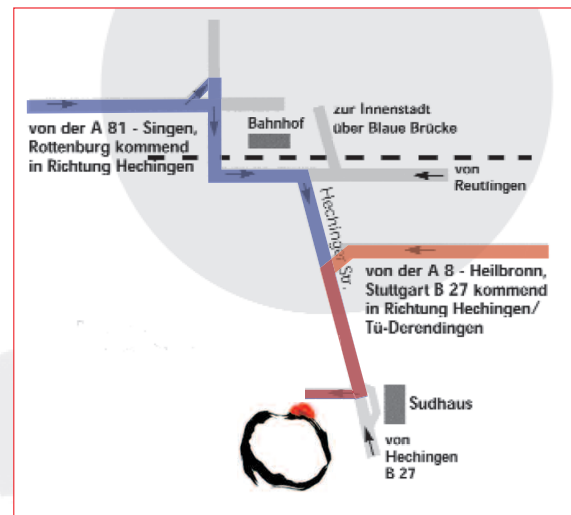 zur Innenstadt
über Blaue Brücke
Bahnhof
von der A 81 - Singen,
Rottenburg kommend
in Richtung Hechingen
von
Reutlingen
Hechinger Str.
von der A 8 - Heilbronn,
Stuttgart B 27 kommend
in Richtung Hechingen/
Tü-Derendingen
Sudhaus
von
Hechingen
B 27